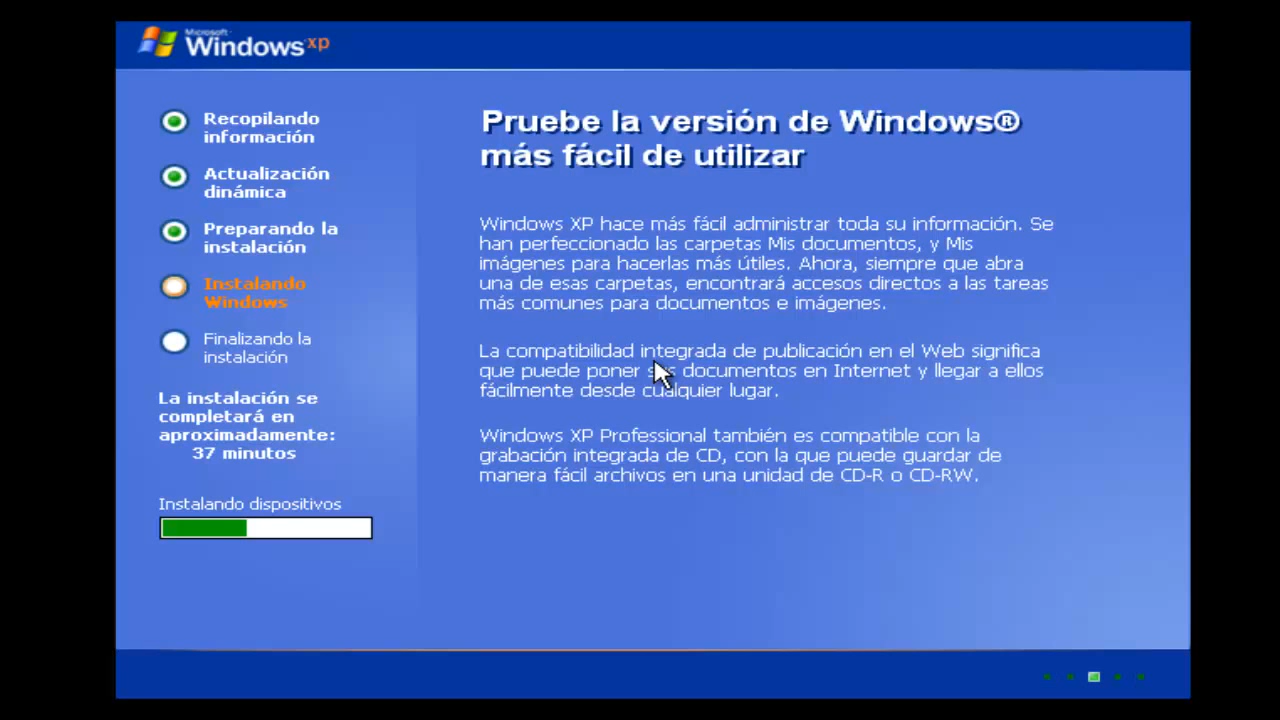 Microsoft
Windows xp
Recopilando
información
Actualización
dinámica
Preparando la
instalación
Instalando
Windows
Finalizando la
instalación
La instalación se
completará en
aproximadamente:
37 minutos
Instalando dispositivos
Pruebe la versión de Windows®
más fácil de utilizar
Windows XP hace más fácil administrar toda su información. Se
han perfeccionado las carpetas Mis documentos, y Mis
imágenes para hacerlas más útiles. Ahora, siempre que abra
una de esas carpetas, encontrará accesos directos a las tareas
más comunes para documentos e imágenes.
La compatibilidad integrada de publicación en el Web significa
que puede poner sus documentos en Internet y llegar a ellos
fácilmente desde cualquier lugar.
Windows XP Professional también es compatible con la
grabación integrada de CD, con la que puede guardar de
manera fácil archivos en una unidad de CD-R o CD-RW.